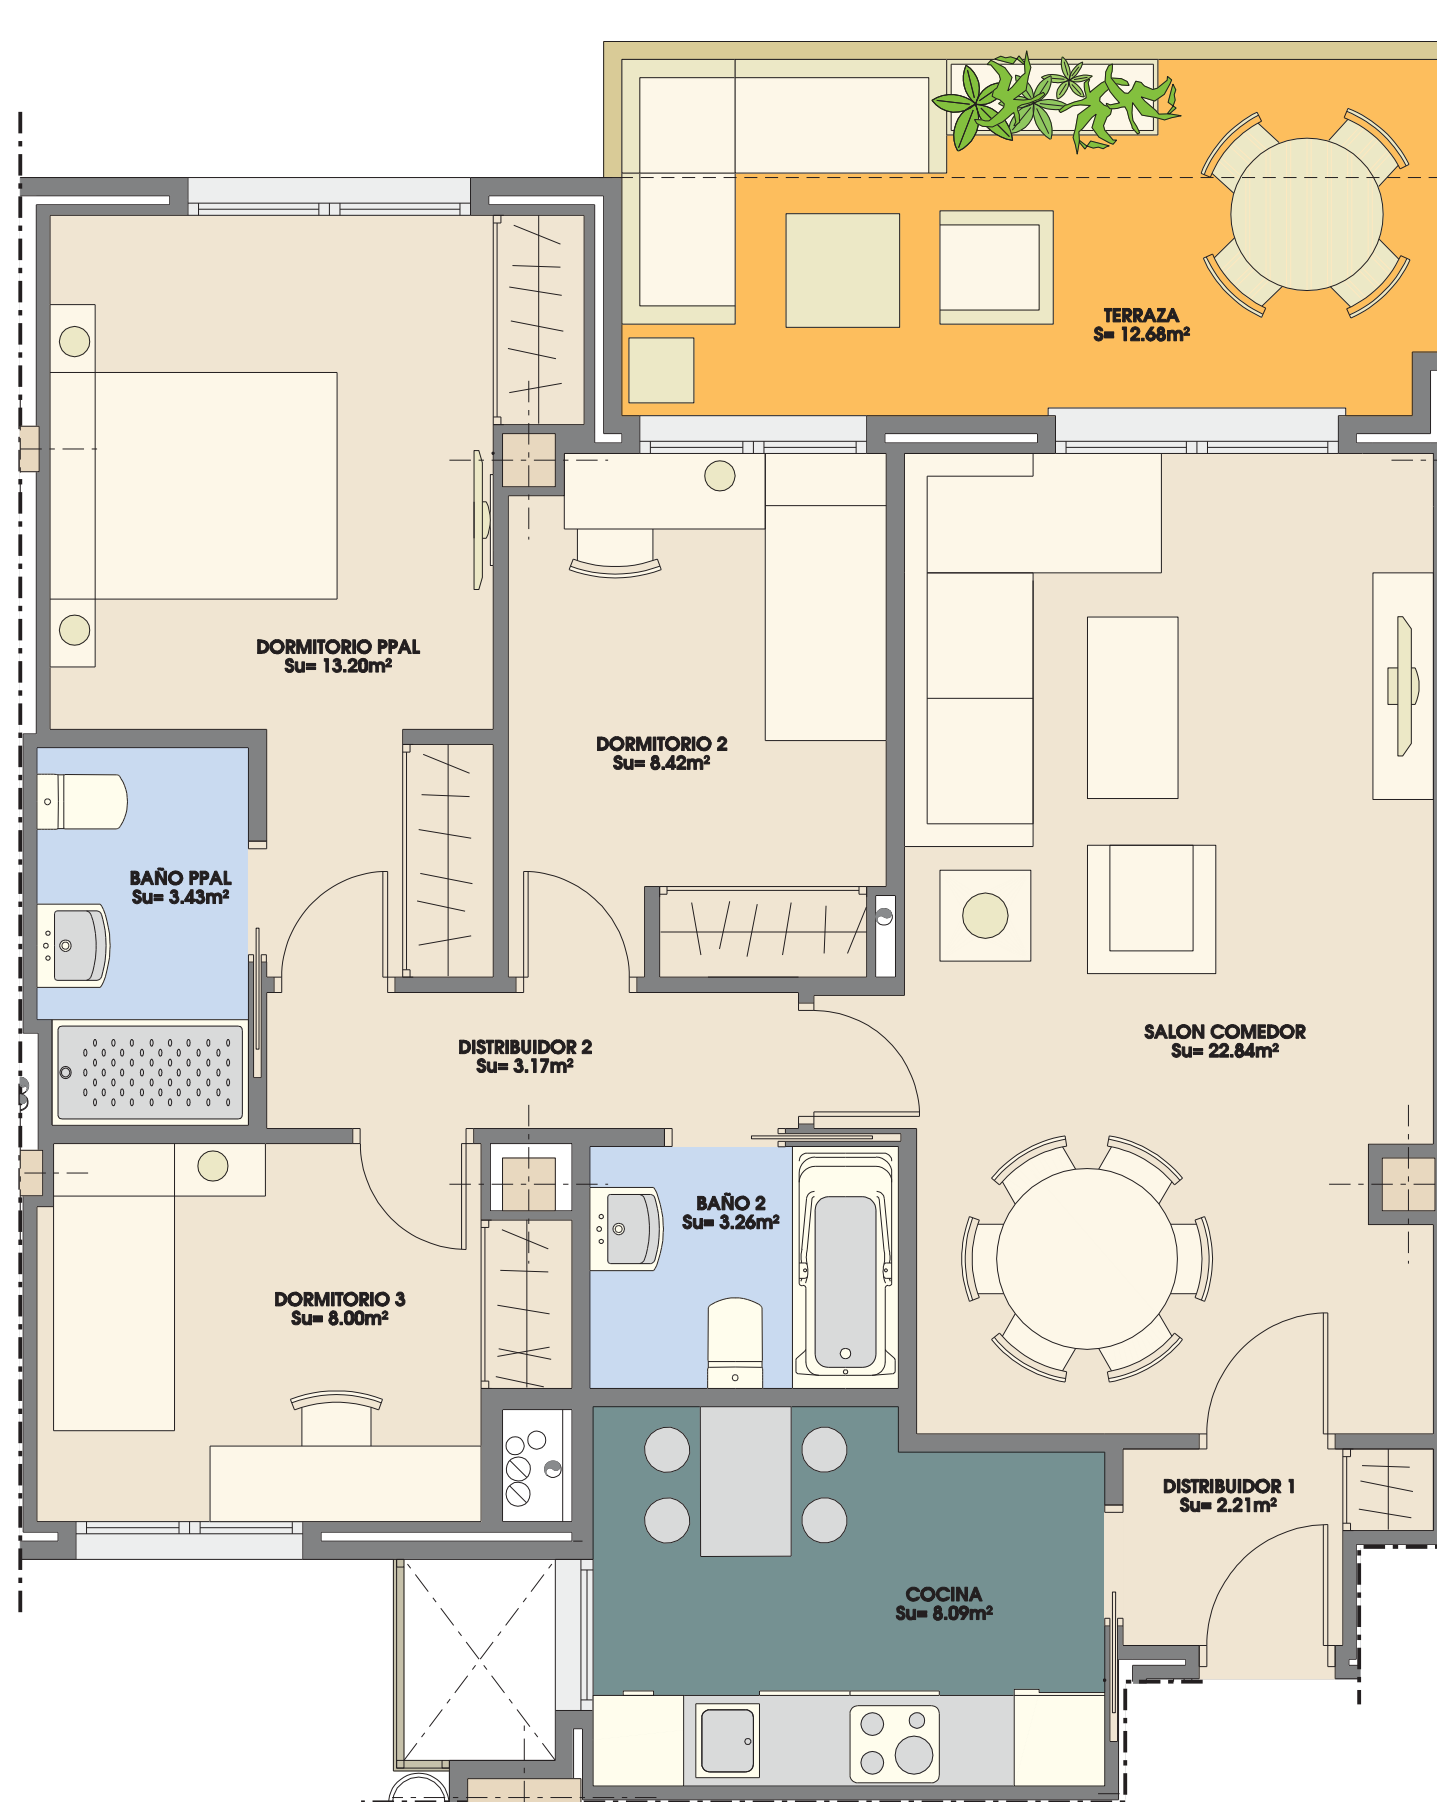 TERRAZA
S= 12.68m²
DORMITORIO PPAL
Su= 13.20m²
DORMITORIO 2
Su= 8.42m²
BAÑO PPAL
Su= 3.43m²
SALON COMEDOR
Su= 22.84m²
DISTRIBUIDOR 2
Su= 3.17m²
BAÑO 2
Su= 3.26m²
DORMITORIO 3
Su= 8.00m²
DISTRIBUIDOR 1
Su= 2.21m²
COCINA
Su= 8.09m²